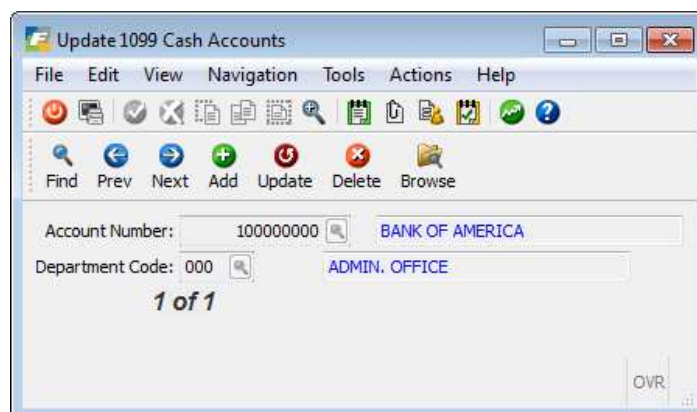 Update 1099 Cash Accounts
File Edit View Navigation Tools Actions Help
Find Prev Next Add Update Delete Browse
Account Number: 100000000 BANK OF AMERICA
Department Code: 000 ADMIN. OFFICE
1 of 1
OVR